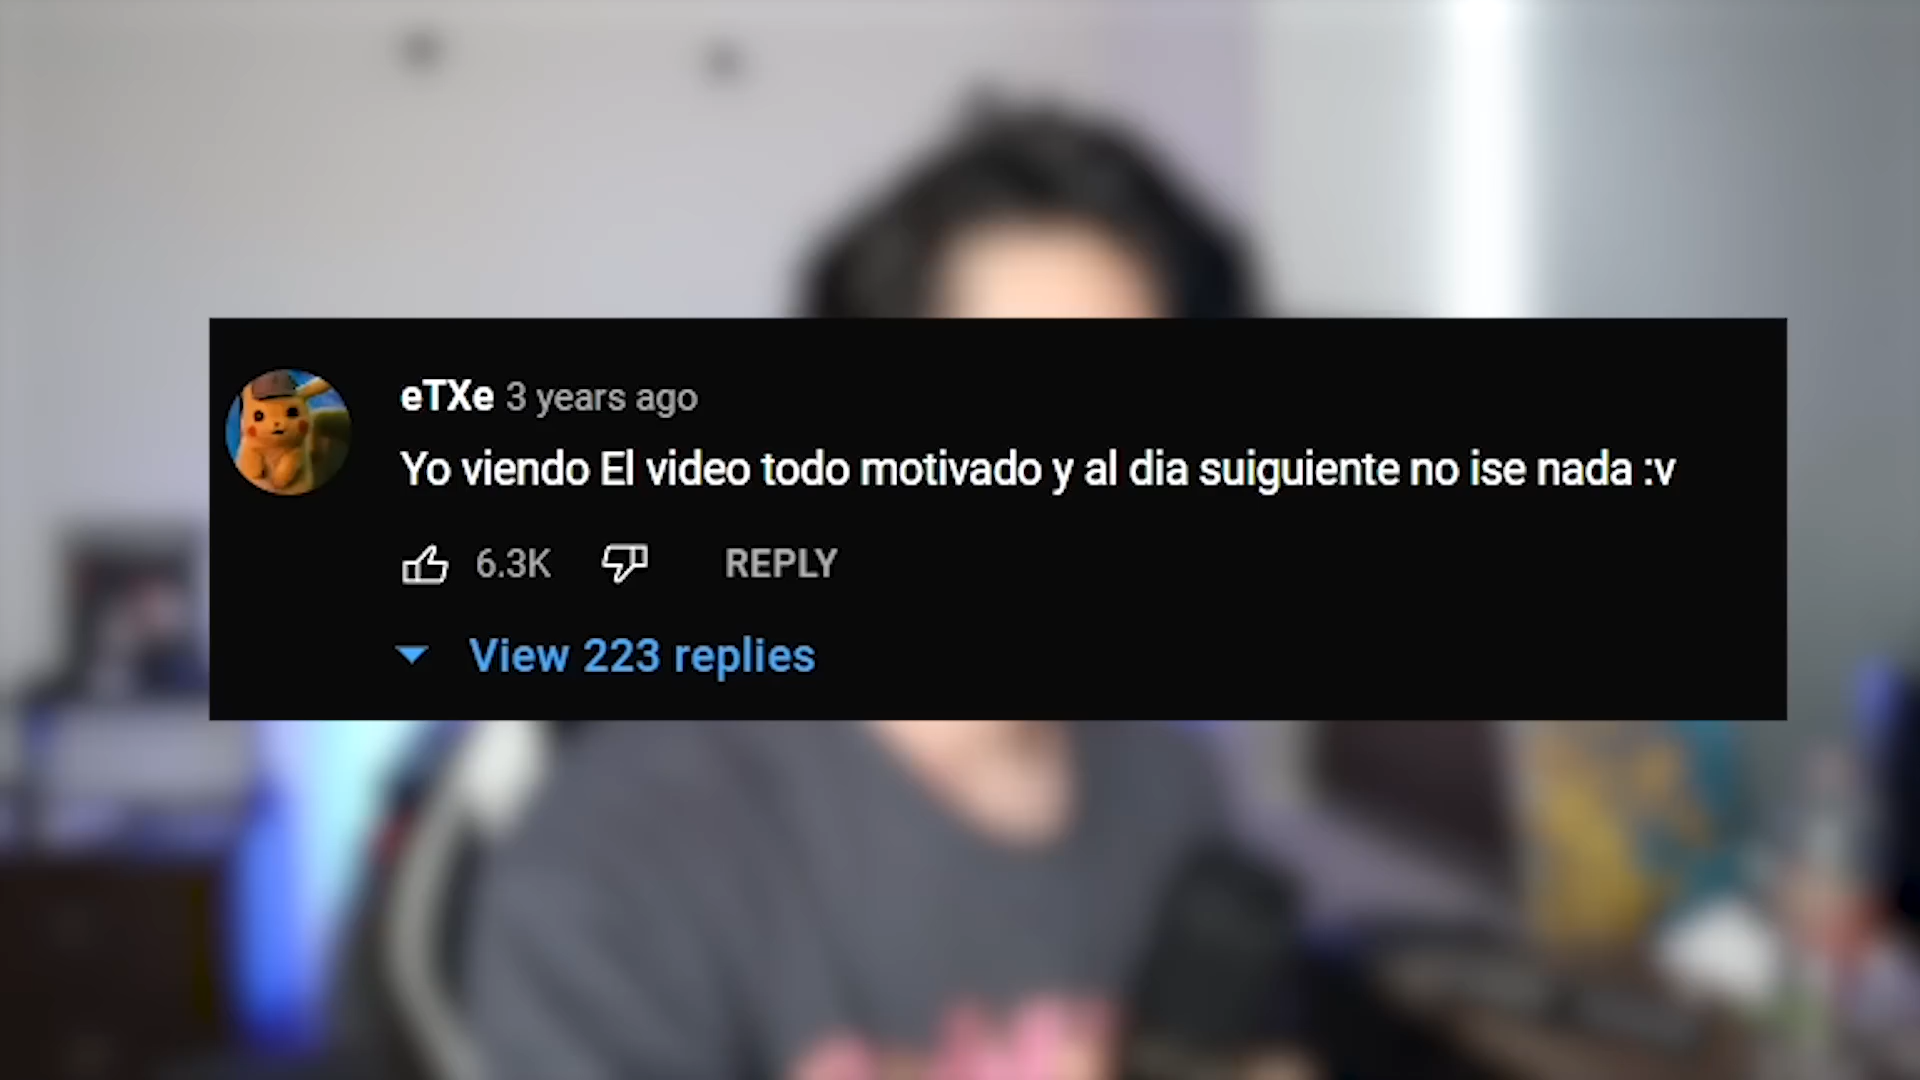 eTXe 3 years ago
Yo viendo El video todo motivado y al dia suiguiente no ise nada :v
6.3K REPLY
View 223 replies